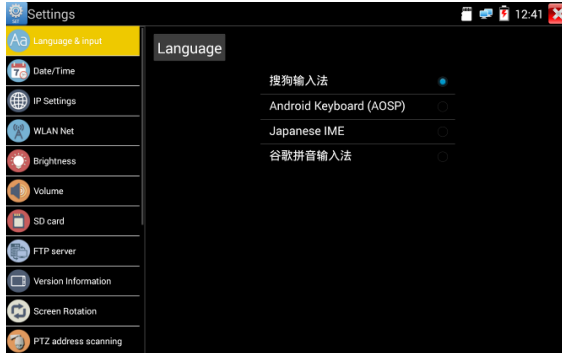 Settings
12:41
Language & input
Date/Time
IP Settings
WLAN Net
Brightness
Volume
SD card
FTP server
Version Information
Screen Rotation
PTZ address scanning
Language
搜狗输入法
Android Keyboard (AOSP)
Japanese IME
谷歌拼音输入法